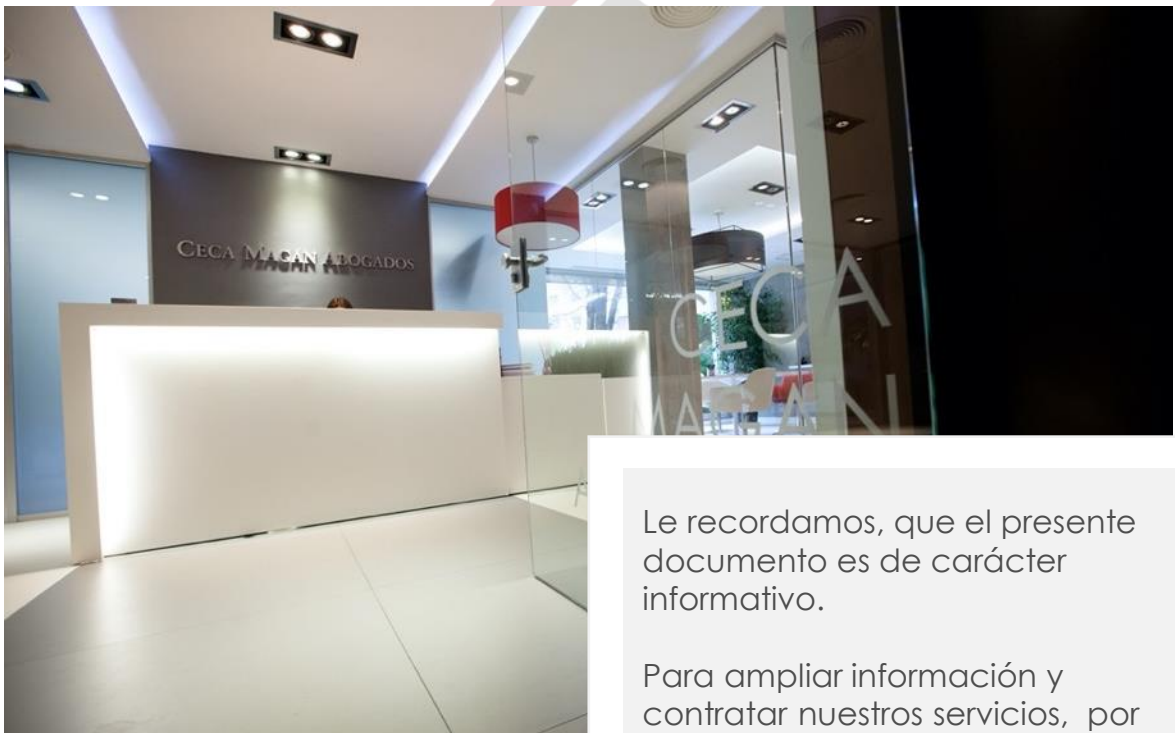 CECA MAGÁN ABOGADOS
CECA
MAGAN
Le recordamos, que el presente
documento es de carácter
informativo.
Para ampliar información y
contratar nuestros servicios, por